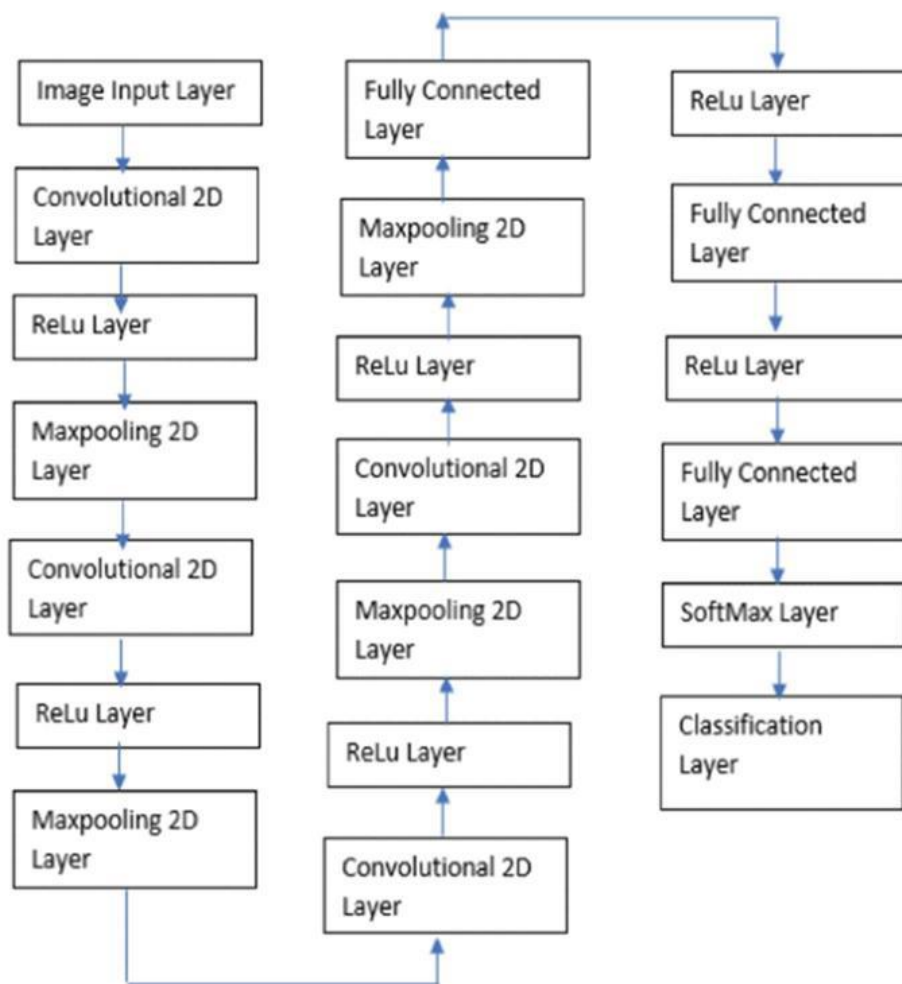 Image Input Layer
Convolutional 2D
Layer
ReLu Layer
Maxpooling 2D
Layer
Convolutional 2D
Layer
ReLu Layer
Maxpooling 2D
Layer
Convolutional 2D
Layer
ReLu Layer
Maxpooling 2D
Layer
Convolutional 2D
Layer
ReLu Layer
Maxpooling 2D
Layer
Fully Connected
Layer
ReLu Layer
Fully Connected
Layer
ReLu Layer
Fully Connected
Layer
SoftMax Layer
Classification
Layer